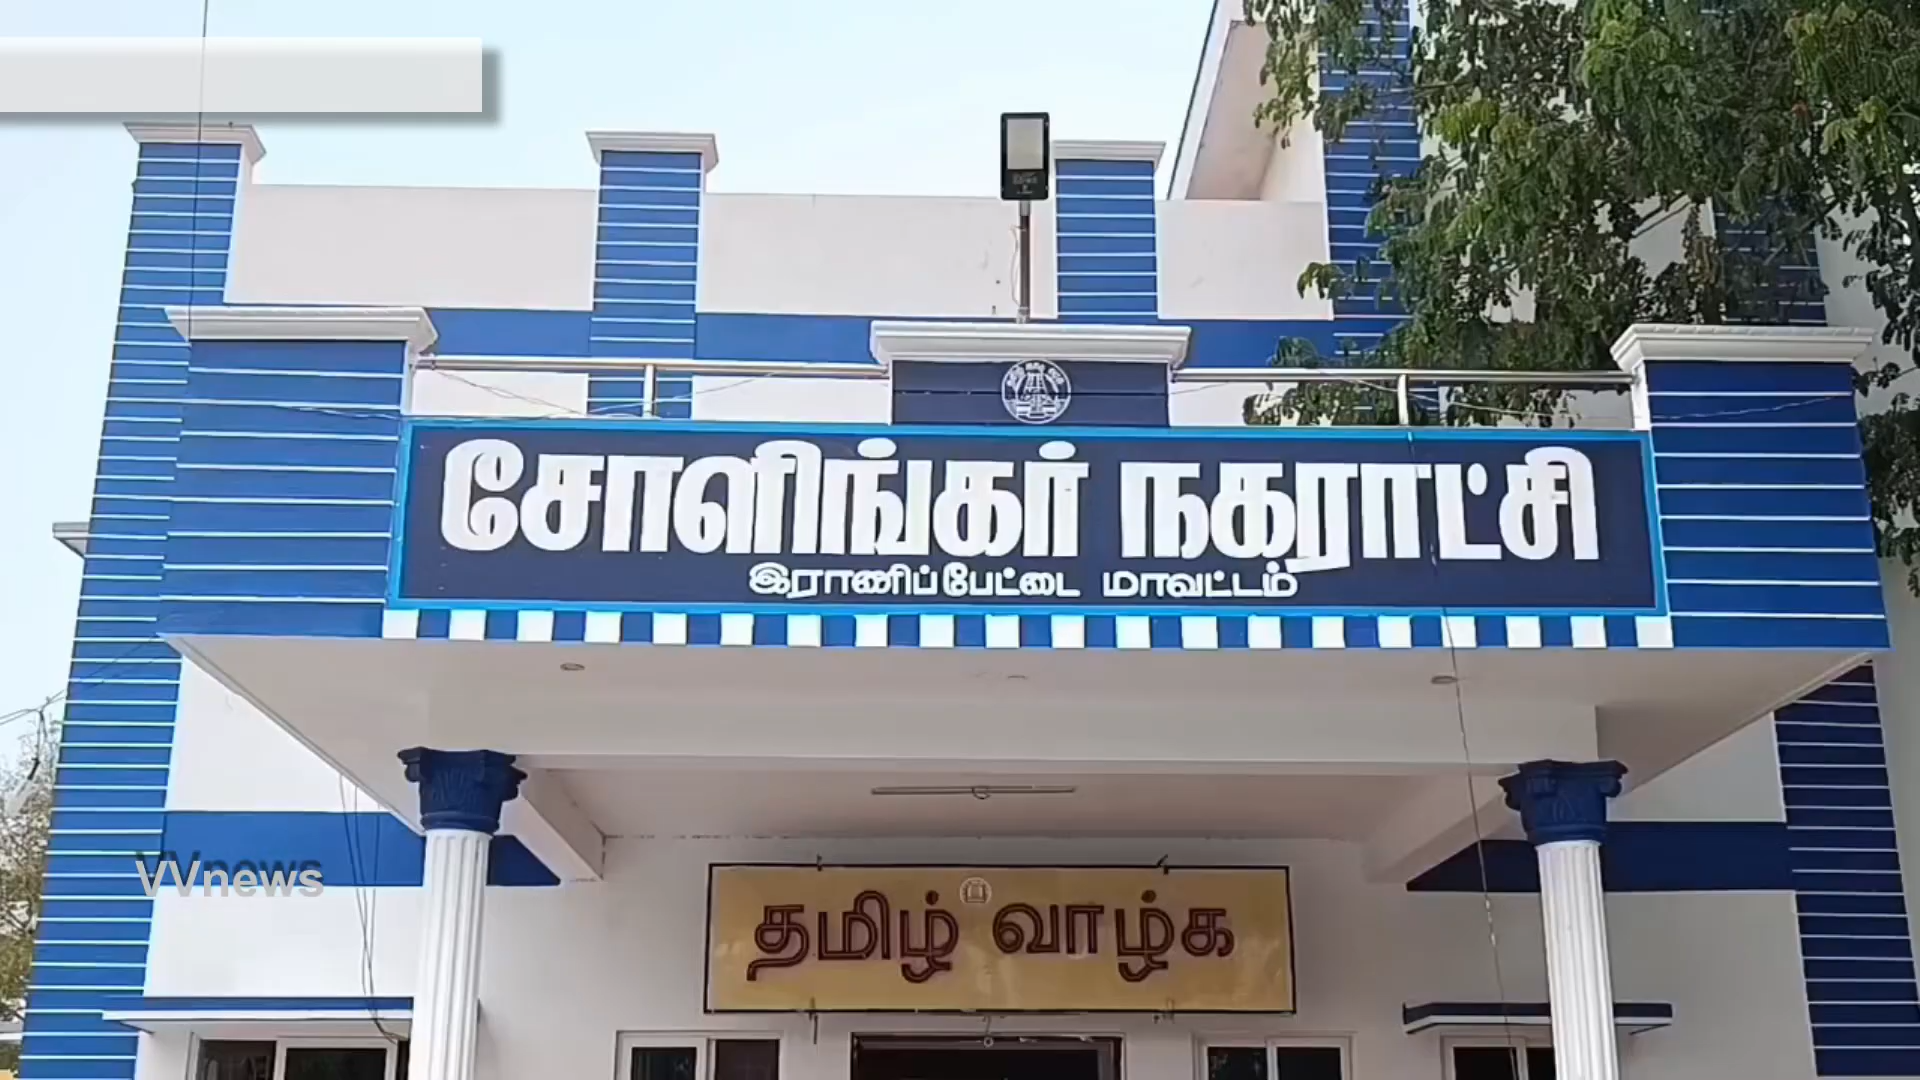 சோளிங்கர் நகராட்சி
இராணிப்பேட்டை மாவட்டம்
VVnews
தமிழ் வாழ்க